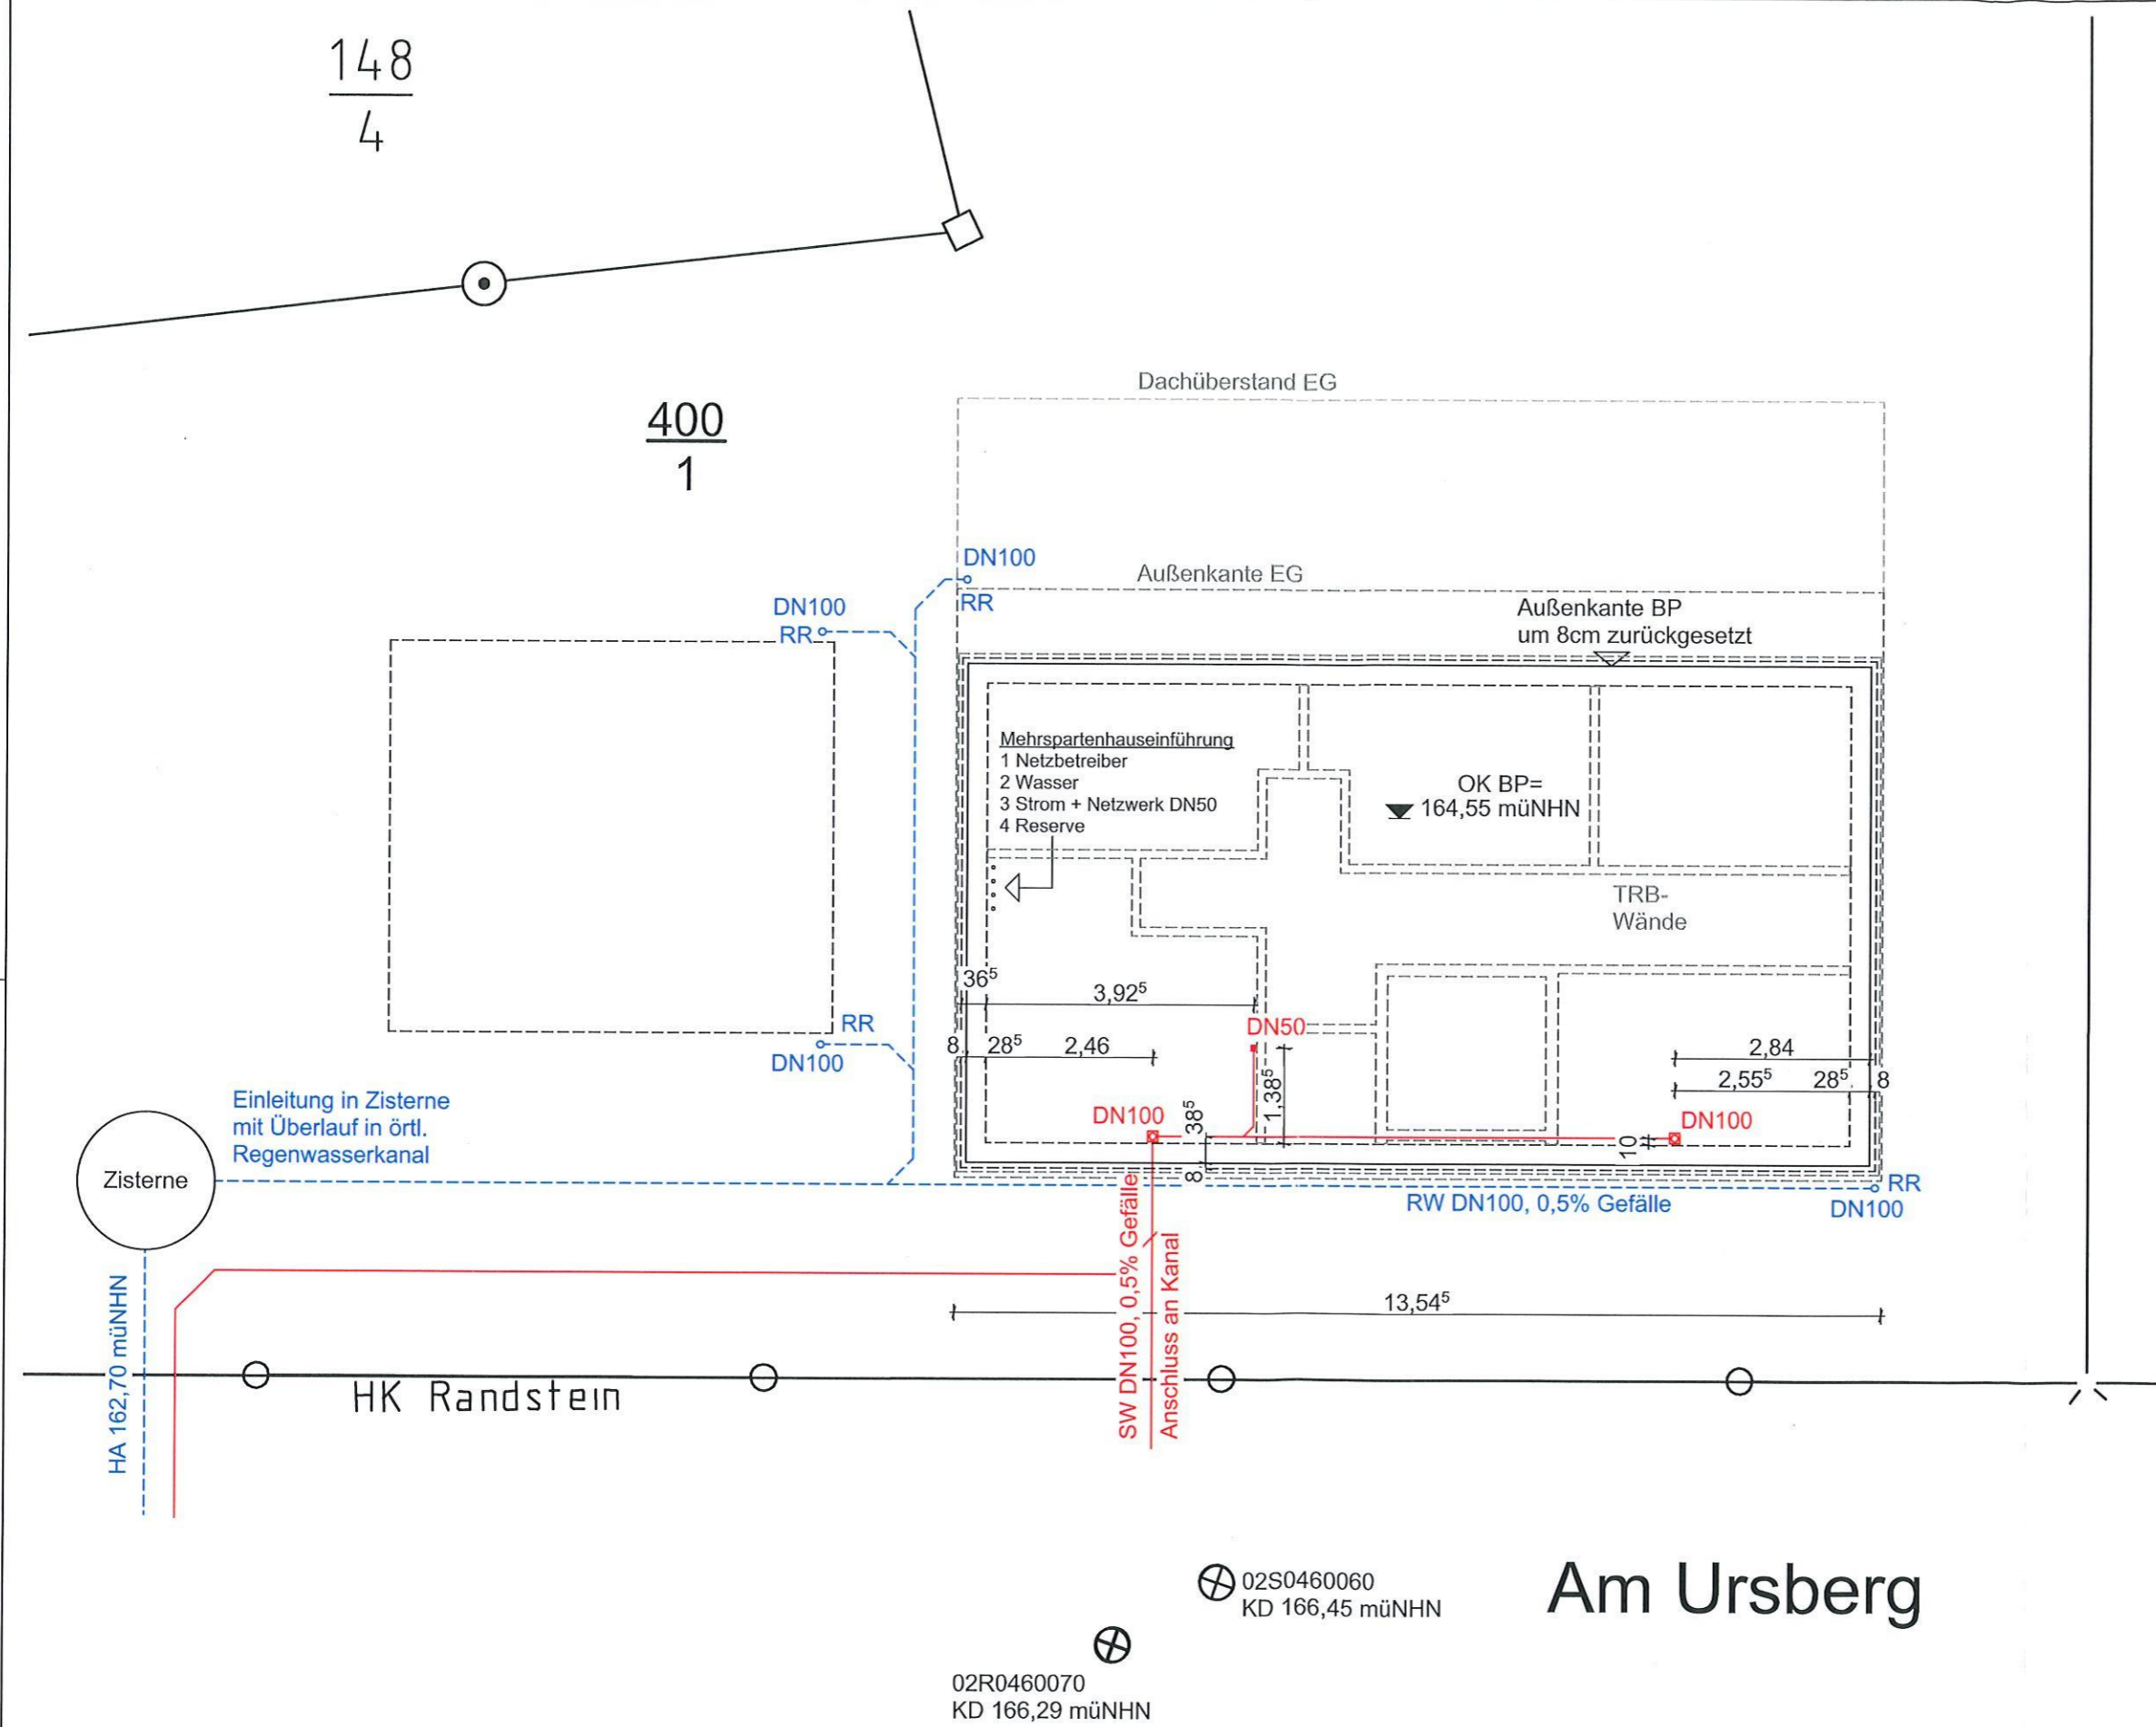 148
4
400
1
Dachüberstand EG
DN100
RR
Außenkante EG
DN100
RR
Außenkante BP
um 8cm zurückgesetzt
Mehrspartenhauseinführung
1 Netzbetreiber
2 Wasser
3 Strom + Netzwerk DN50
4 Reserve
OK BP=
164,55 müNHN
TRB-
Wände
36⁵
3,92⁵
DN50
RR
DN100
8
28⁵
2,46
1,38⁵
2,84
2,55⁵
28⁵
8
DN100
38⁵
8
10
DN100
Einleitung in Zisterne
mit Überlauf in örtl.
Regenwasserkanal
Zisterne
RW DN100, 0,5% Gefälle
RR
DN100
SW DN100, 0,5% Gefälle
Anschluss an Kanal
13,54⁵
HA 162,70 müNHN
HK Randstein
02S0460060
KD 166,45 müNHN
Am Ursberg
02R0460070
KD 166,29 müNHN